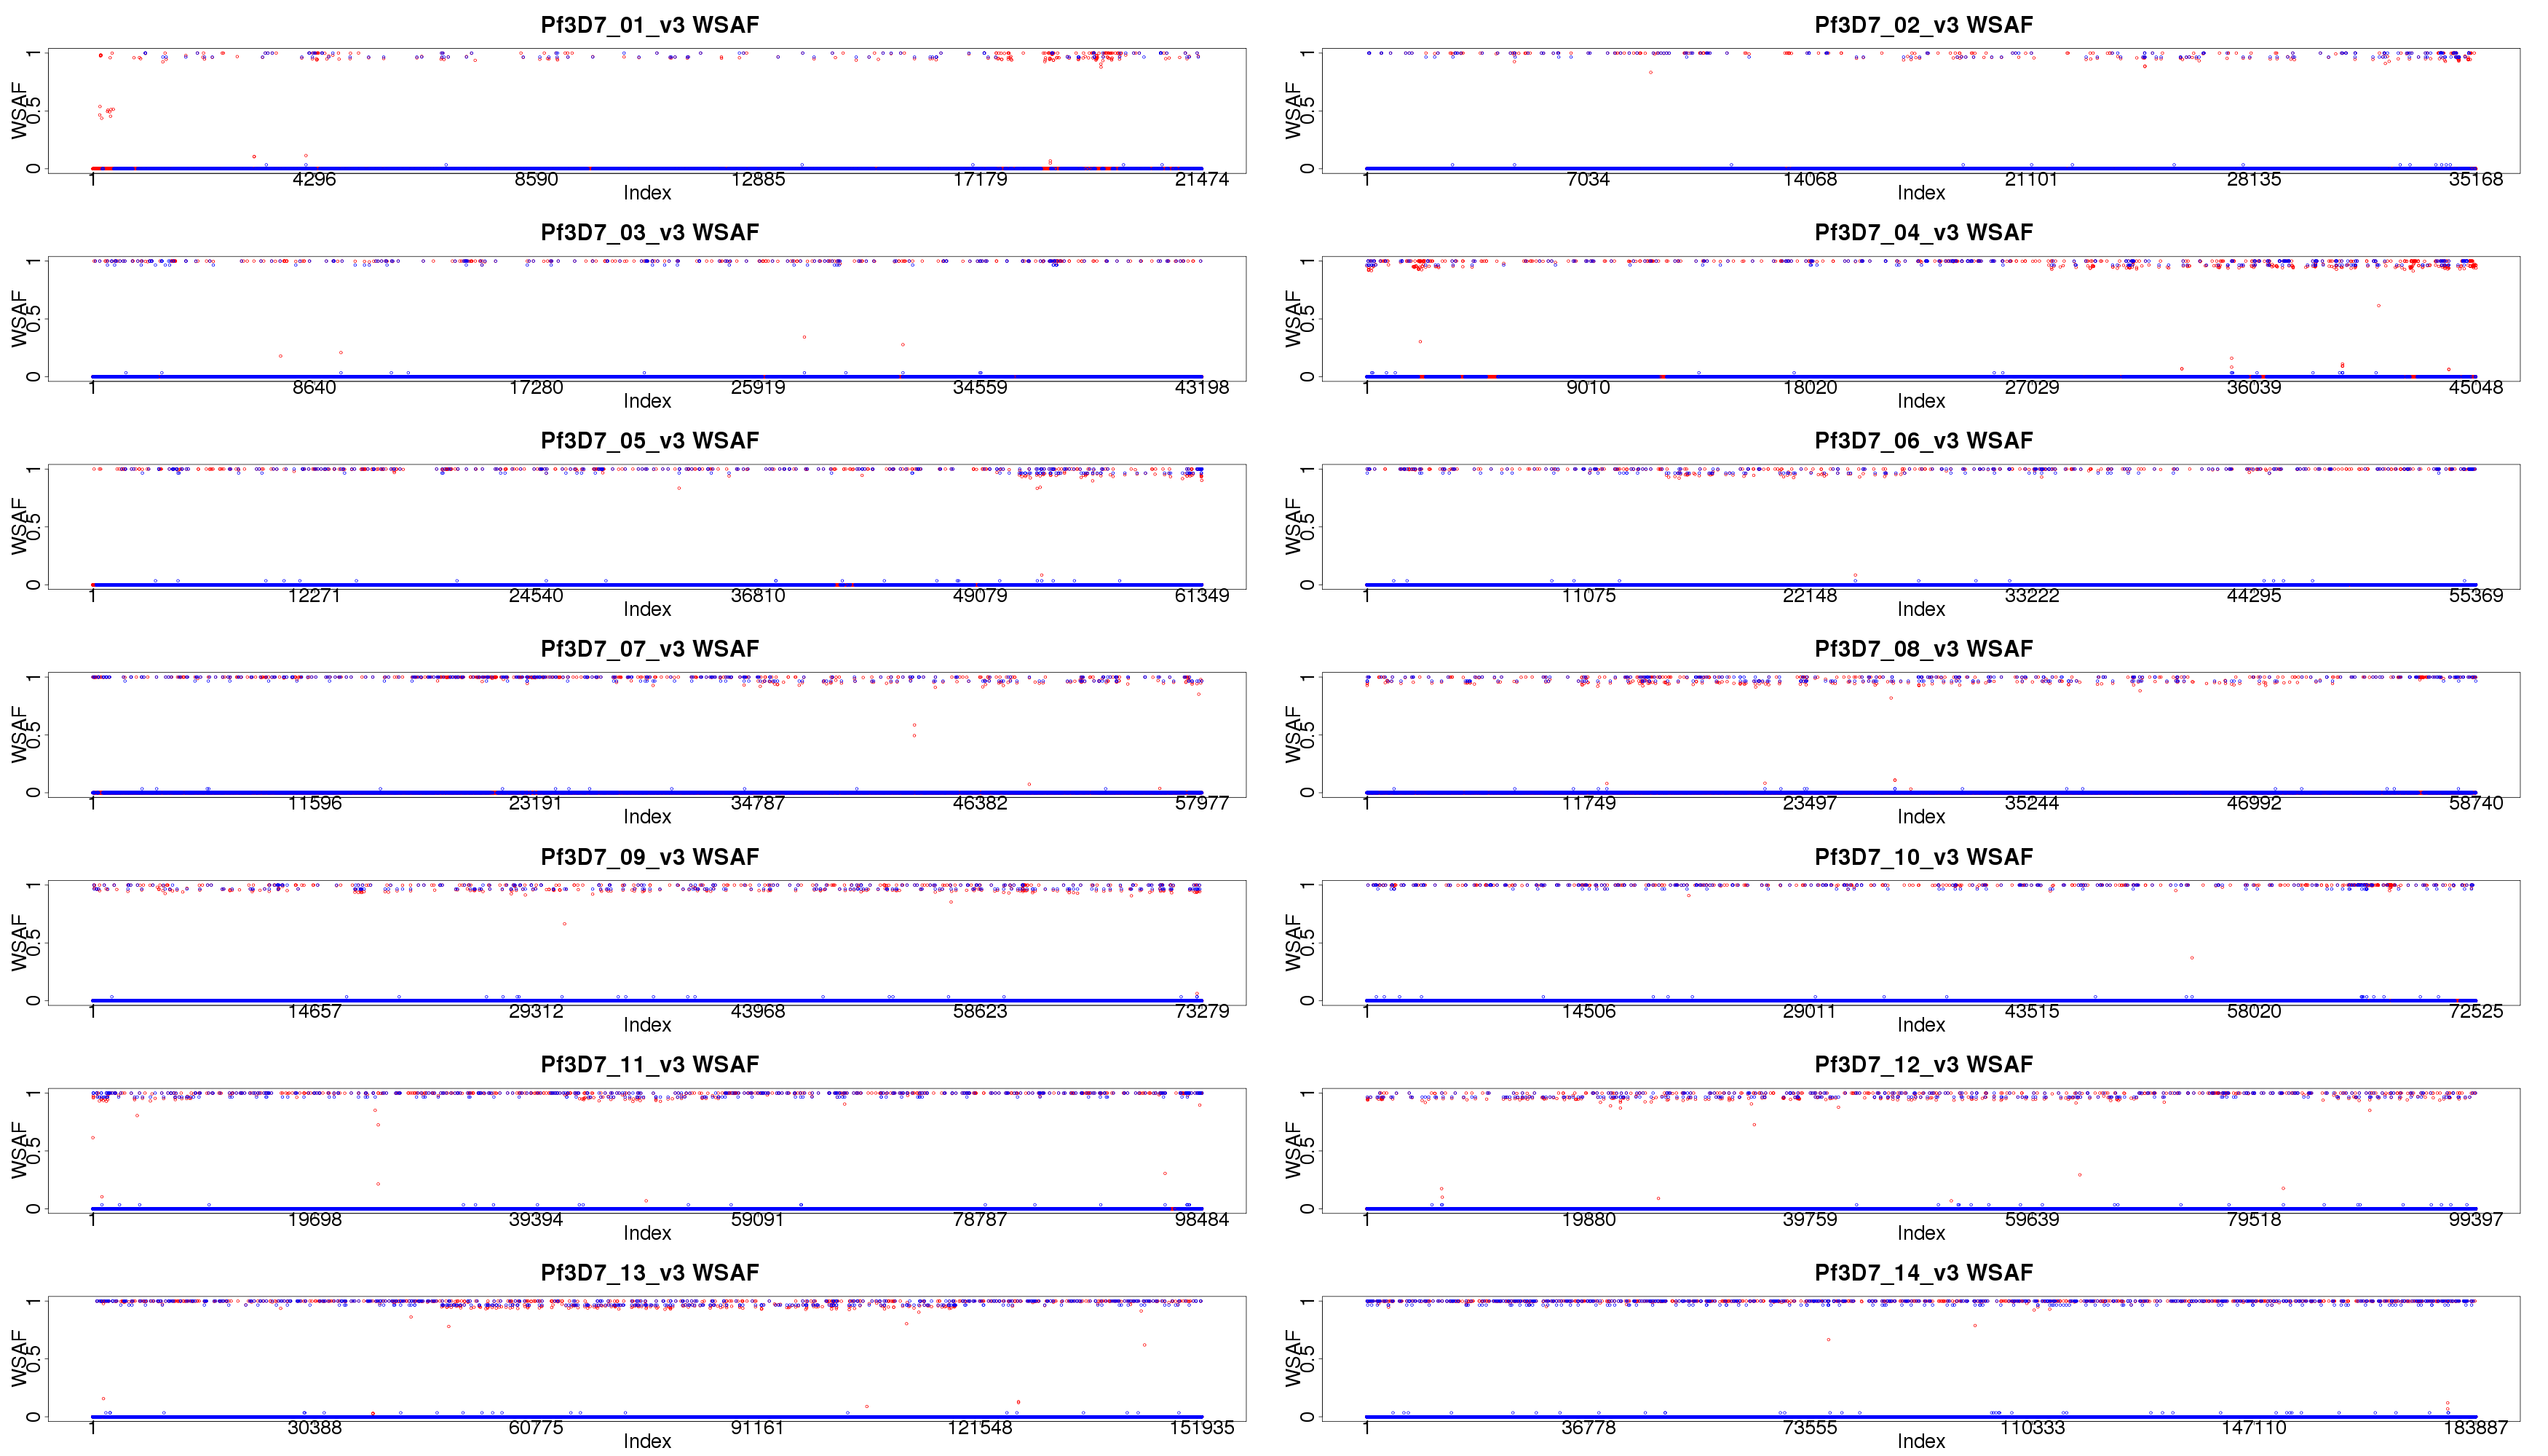 Pf3D7_01_v3 WSAF
WSAF
0 0.5 1
1 4296 8590 12885 17179 21474
Index
Pf3D7_02_v3 WSAF
WSAF
0 0.5 1
1 7034 14068 21101 28135 35168
Index
Pf3D7_03_v3 WSAF
WSAF
0 0.5 1
1 8640 17280 25919 34559 43198
Index
Pf3D7_04_v3 WSAF
WSAF
0 0.5 1
1 9010 18020 27029 36039 45048
Index
Pf3D7_05_v3 WSAF
WSAF
0 0.5 1
1 12271 24540 36810 49079 61349
Index
Pf3D7_06_v3 WSAF
WSAF
0 0.5 1
1 11075 22148 33222 44295 55369
Index
Pf3D7_07_v3 WSAF
WSAF
0 0.5 1
1 11596 23191 34787 46382 57977
Index
Pf3D7_08_v3 WSAF
WSAF
0 0.5 1
1 11749 23497 35244 46992 58740
Index
Pf3D7_09_v3 WSAF
WSAF
0 0.5 1
1 14657 29312 43968 58623 73279
Index
Pf3D7_10_v3 WSAF
WSAF
0 0.5 1
1 14506 29011 43515 58020 72525
Index
Pf3D7_11_v3 WSAF
WSAF
0 0.5 1
1 19698 39394 59091 78787 98484
Index
Pf3D7_12_v3 WSAF
WSAF
0 0.5 1
1 19880 39759 59639 79518 99397
Index
Pf3D7_13_v3 WSAF
WSAF
0 0.5 1
1 30388 60775 91161 121548 151935
Index
Pf3D7_14_v3 WSAF
WSAF
0 0.5 1
1 36778 73555 110333 147110 183887
Index